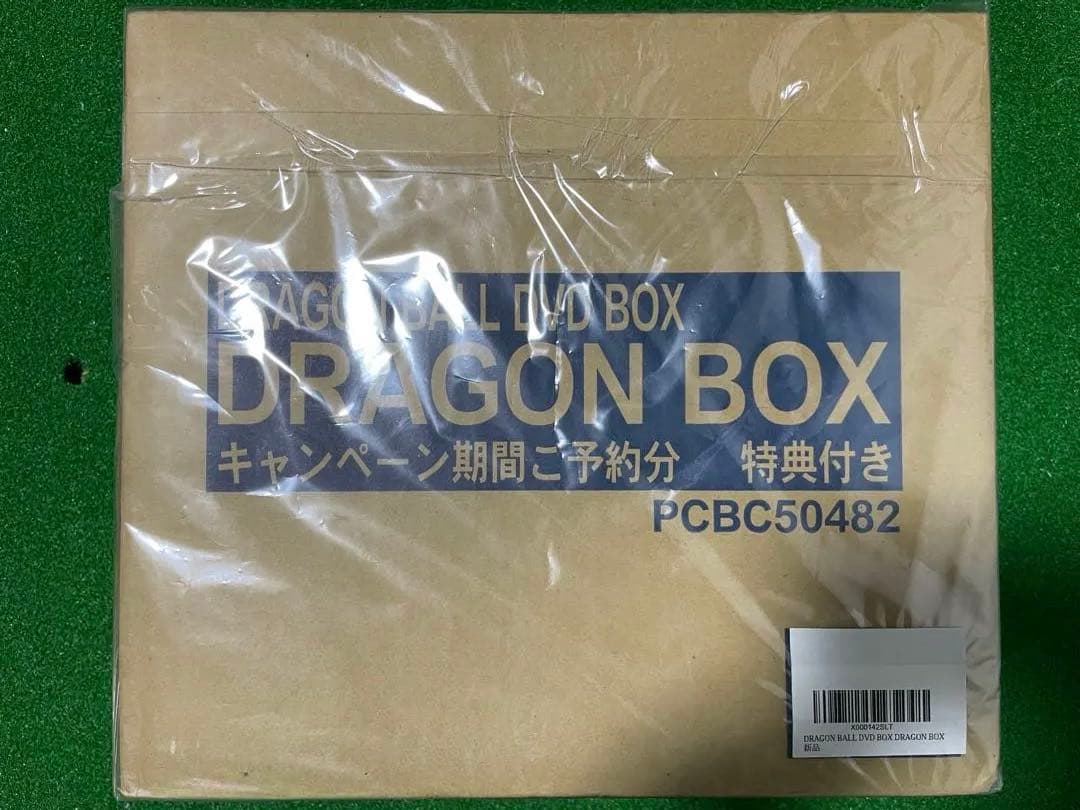 DRAGON BALL DVD BOX
DRAGON BOX
キャンペーン期間ご予約分 特典付き
PCBC50482
X000142SLT
DRAGON BALL DVD BOX DRAGON BOX
新品